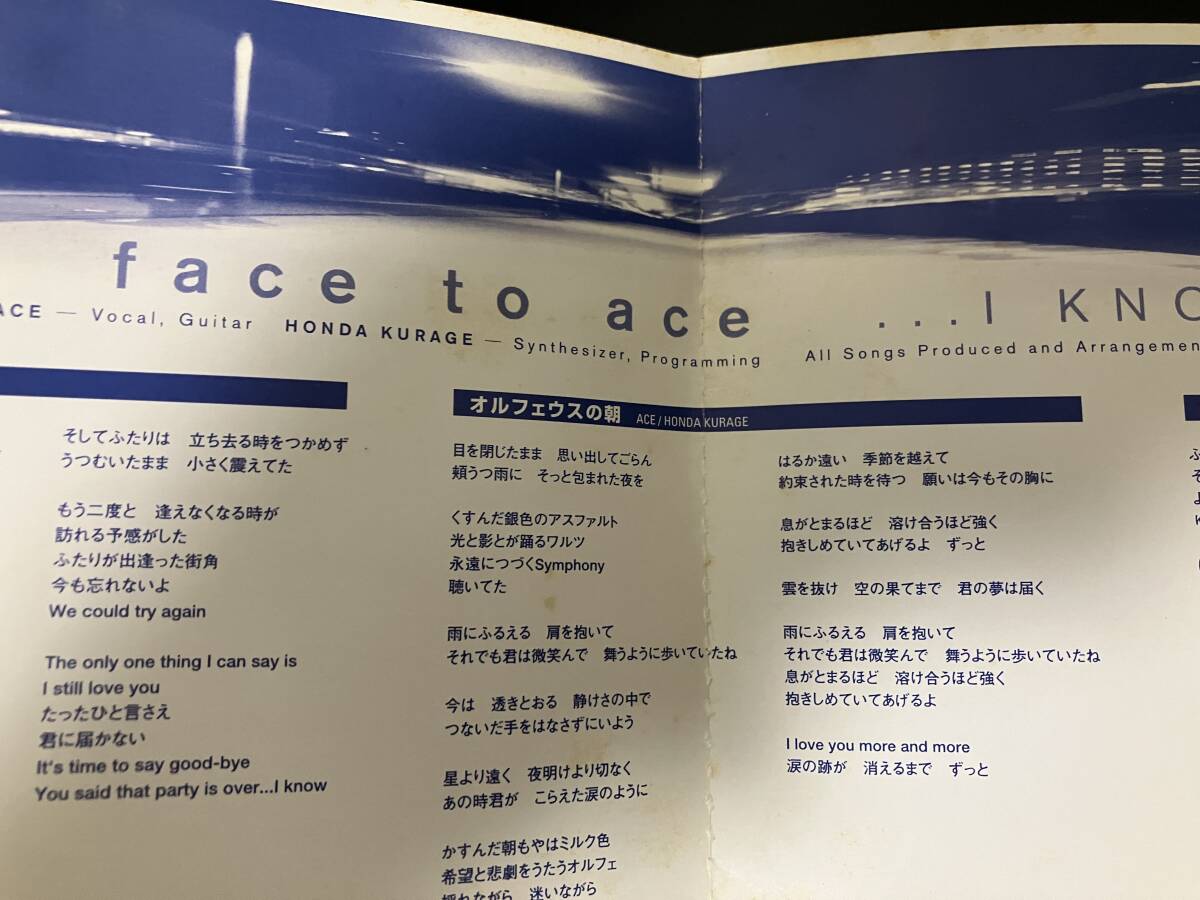 face to ace
...I KNO
ACE — Vocal, Guitar HONDA KURAGE — Synthesizer, Programming
All Songs Produced and Arrangemen
そしてふたりは　立ち去る時をつかめず
うつむいたまま　小さく震えてた
もう二度と　逢えなくなる時が
訪れる予感がした
ふたりが出逢った街角
今も忘れないよ
We could try again
The only one thing I can say is
I still love you
たったひと言さえ
君に届かない
It's time to say good-bye
You said that party is over...I know
オルフェウスの朝 ACE / HONDA KURAGE
目を閉じたまま　思い出してごらん
頬うつ雨に　そっと包まれた夜を
くすんだ銀色のアスファルト
光と影とが踊るワルツ
永遠につづくSymphony
聴いてた
雨にふるえる　肩を抱いて
それでも君は微笑んで　舞うように歩いていたね
今は　透きとおる　静けさの中で
つないだ手をはなさずにいよう
星より遠く　夜明けより切なく
あの時君が　こらえた涙のように
かすんだ朝もやはミルク色
希望と悲劇をうたうオルフェ
揺れながら　迷いながら
はるか遠い　季節を越えて
約束された時を待つ　願いは今もその胸に
息がとまるほど　溶け合うほど強く
抱きしめていてあげるよ　ずっと
雲を抜け　空の果てまで　君の夢は届く
雨にふるえる　肩を抱いて
それでも君は微笑んで　舞うように歩いていたね
息がとまるほど　溶け合うほど強く
抱きしめていてあげるよ
I love you more and more
涙の跡が　消えるまで　ずっと
ふ
そ